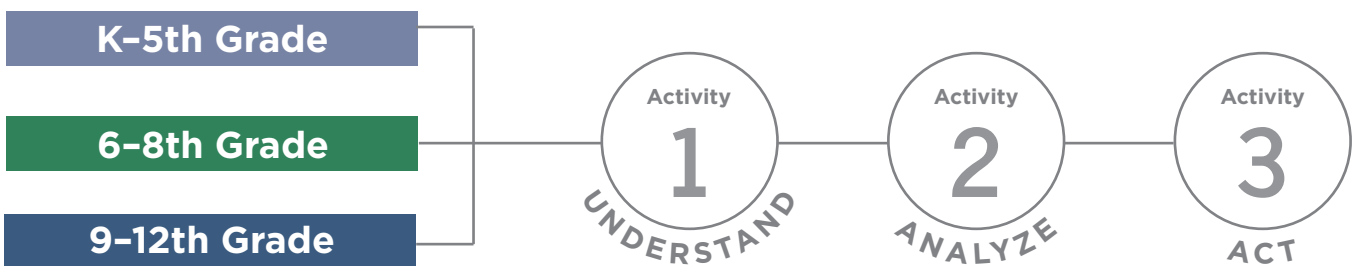 K–5th Grade
6–8th Grade
9–12th Grade
Activity
1
UNDERSTAND
Activity
2
ANALYZE
Activity
3
ACT